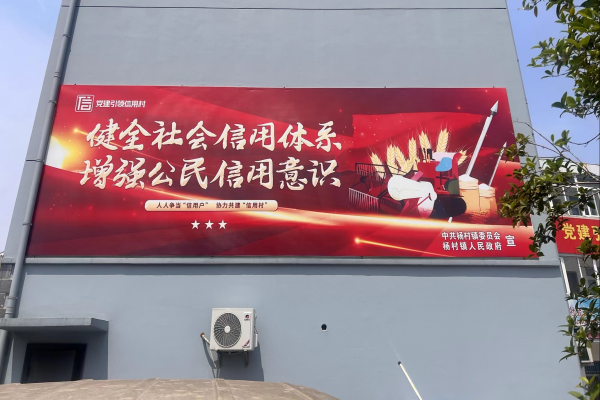 信 党建引领信用村
健全社会信用体系
增强公民信用意识
人人争当“信用户” 协力共建“信用村”
中共杨村镇委员会
杨村镇人民政府 宣
党建引